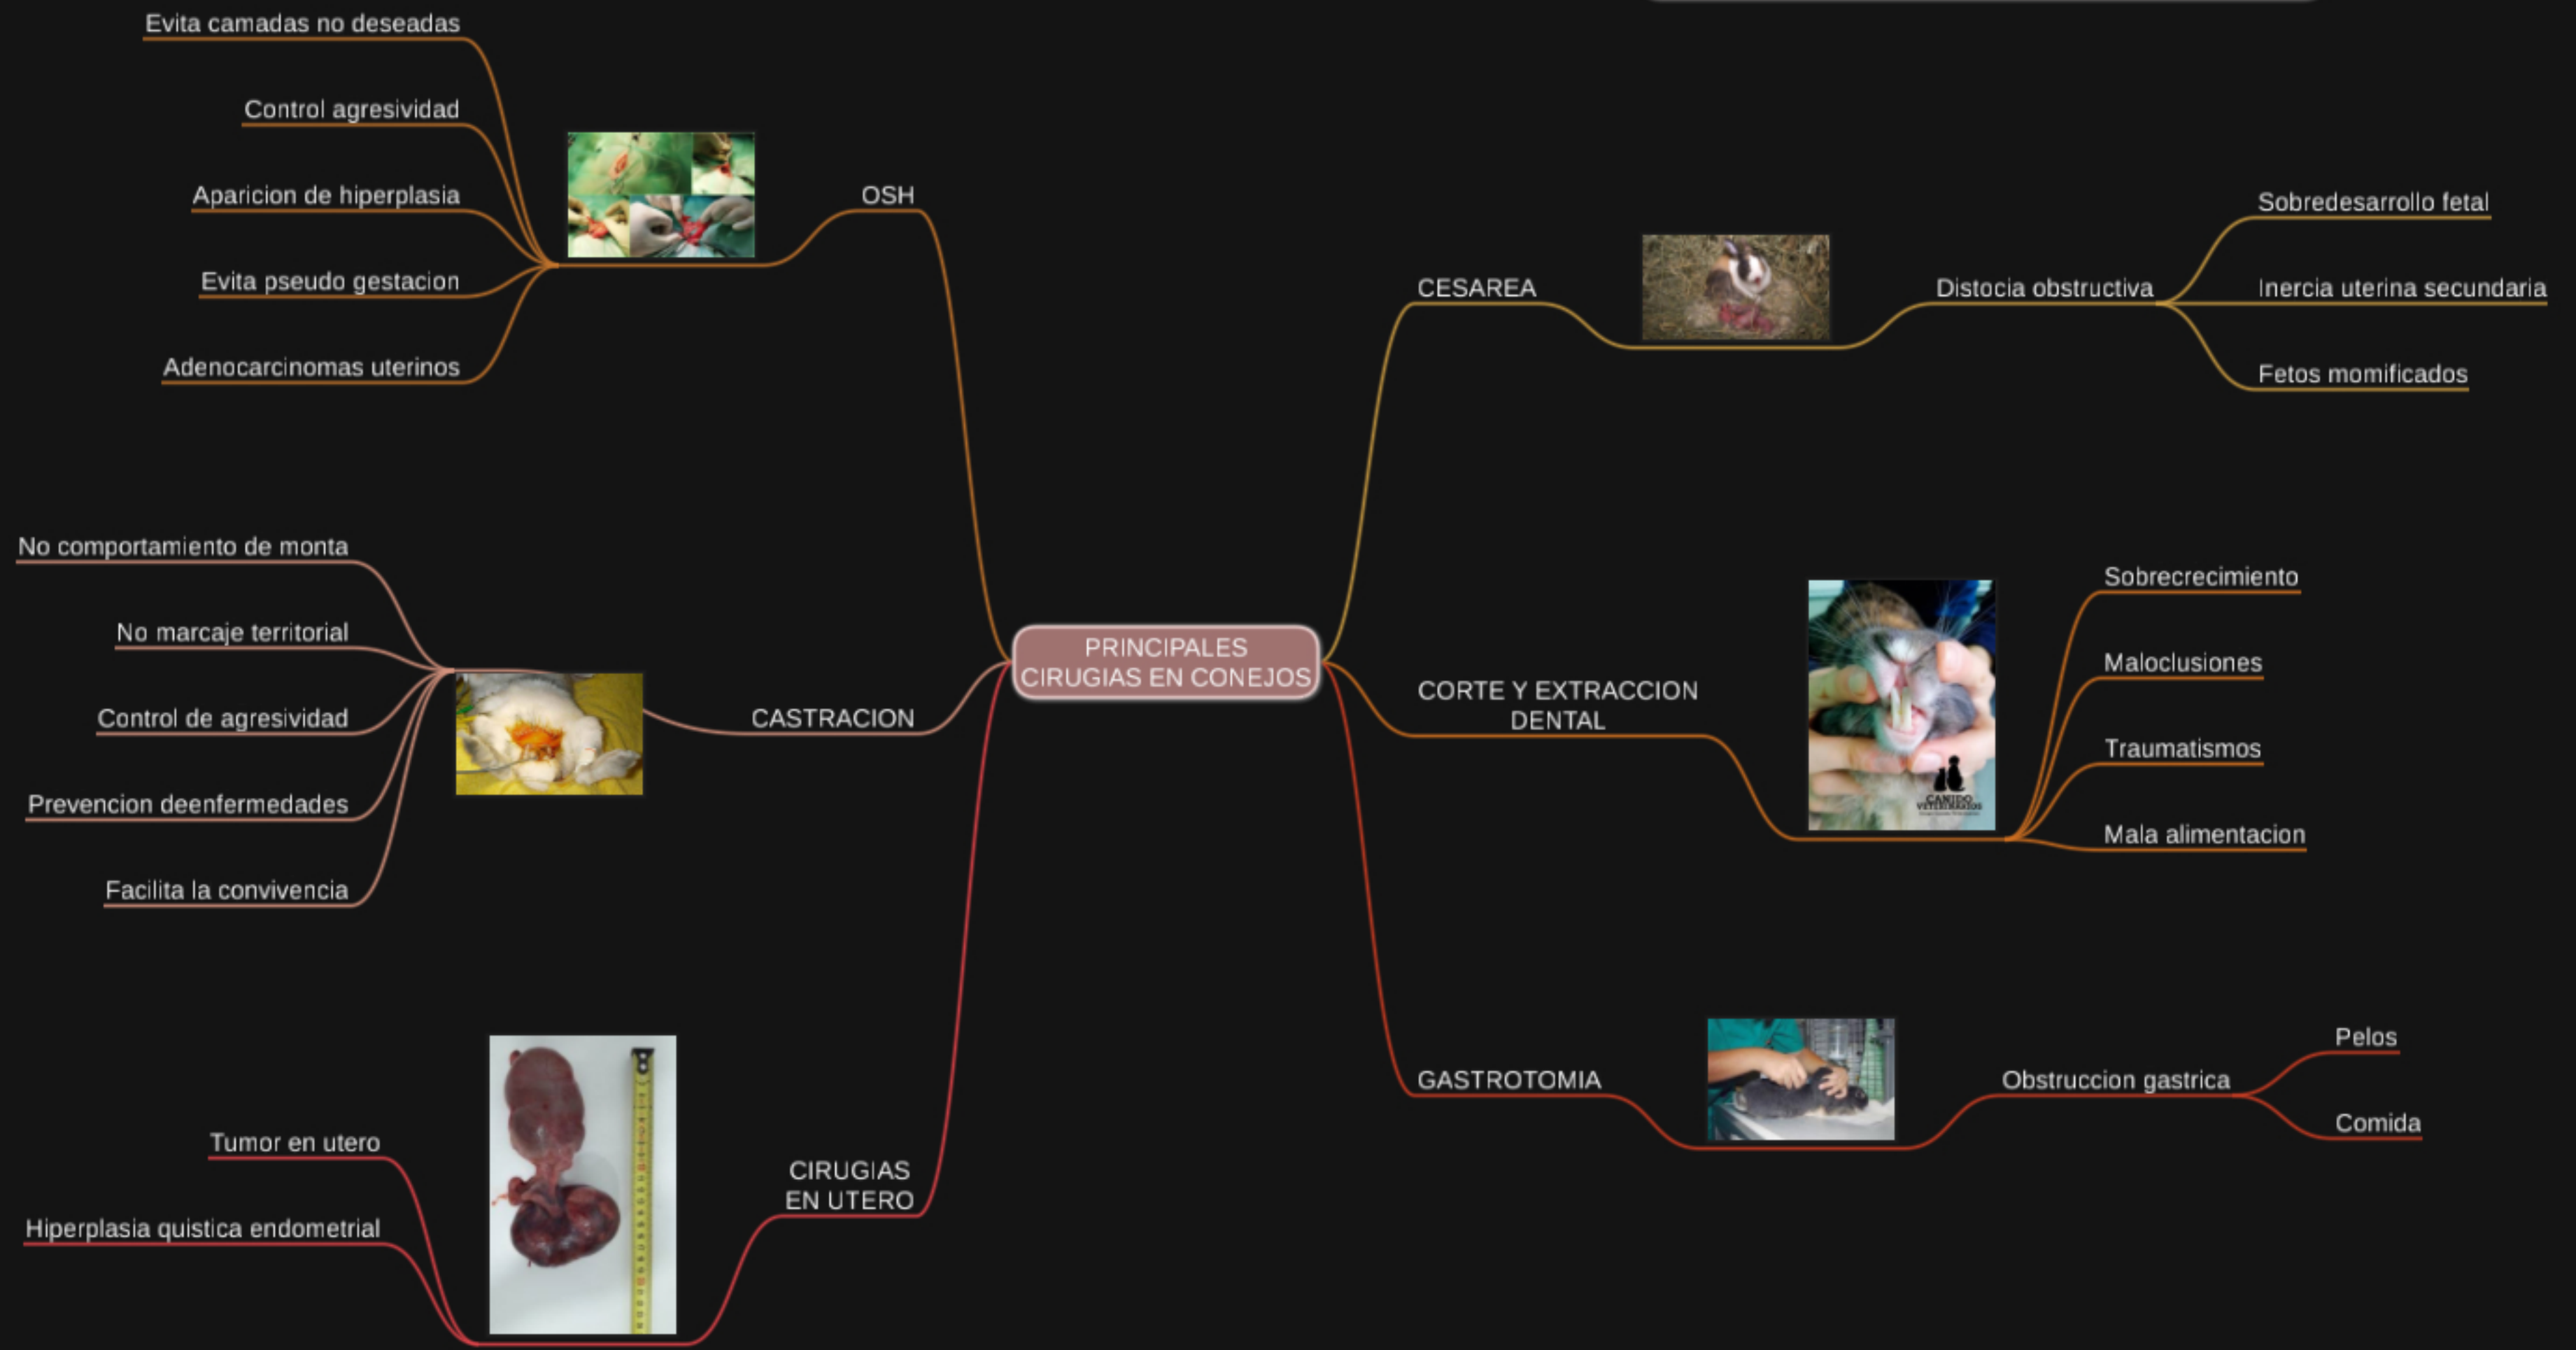 Evita camadas no deseadas
Control agresividad
Aparicion de hiperplasia
Evita pseudo gestacion
Adenocarcinomas uterinos
OSH
No comportamiento de monta
No marcaje territorial
Control de agresividad
Prevencion deenfermedades
Facilita la convivencia
CASTRACION
Tumor en utero
Hiperplasia quistica endometrial
CIRUGIAS
EN UTERO
PRINCIPALES
CIRUGIAS EN CONEJOS
CESAREA
Distocia obstructiva
Sobredesarrollo fetal
Inercia uterina secundaria
Fetos momificados
CORTE Y EXTRACCION
DENTAL
CANIDO
VETERINARIOS
Sobrecrecimiento
Maloclusiones
Traumatismos
Mala alimentacion
GASTROTOMIA
Obstruccion gastrica
Pelos
Comida